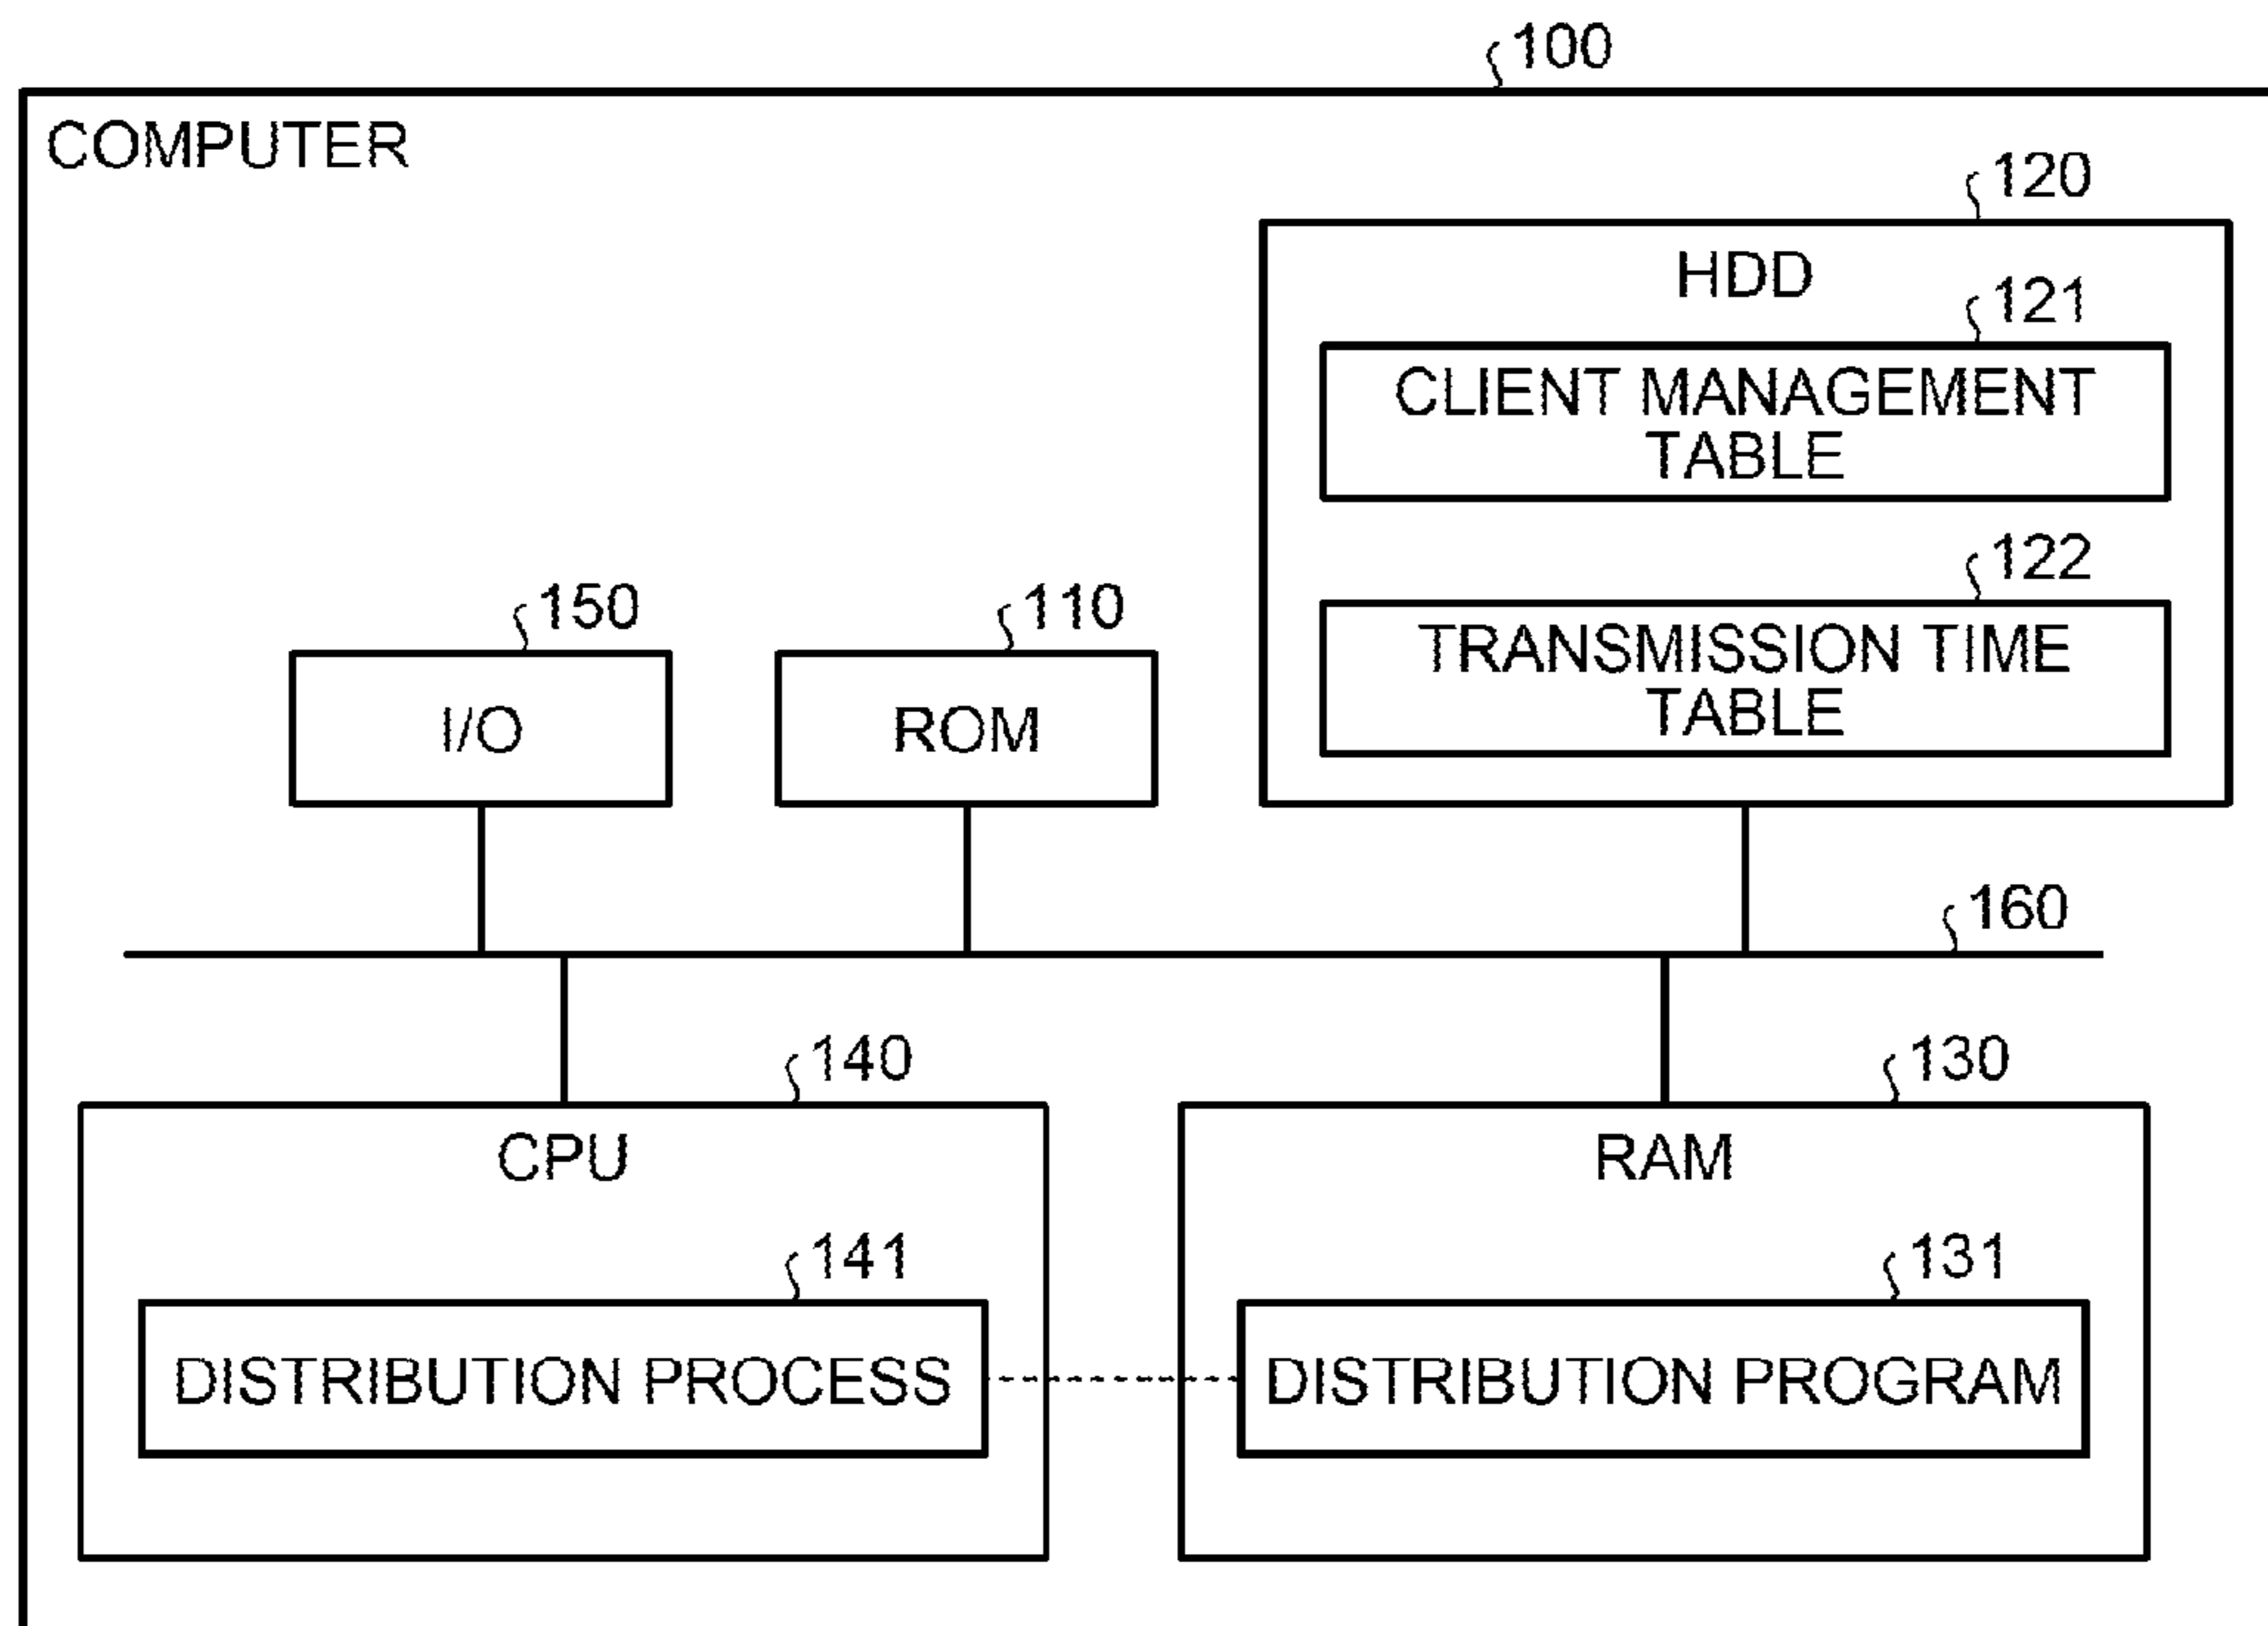 100
COMPUTER
120
HDD
121
CLIENT MANAGEMENT
TABLE
122
TRANSMISSION TIME
TABLE
150
I/O
110
ROM
160
140
CPU
141
DISTRIBUTION PROCESS
130
RAM
131
DISTRIBUTION PROGRAM